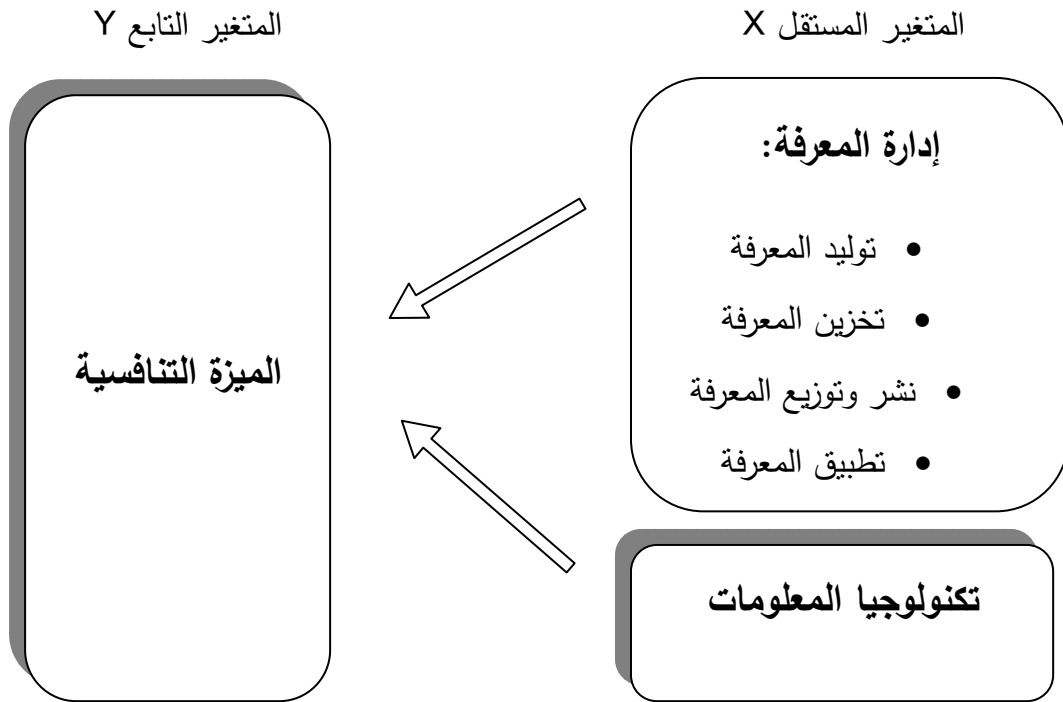 المتغير المستقل X
المتغير التابع Y
إدارة المعرفة:
• توليد المعرفة
• تخزين المعرفة
• نشر وتوزيع المعرفة
• تطبيق المعرفة
تكنولوجيا المعلومات
الميزة التنافسية